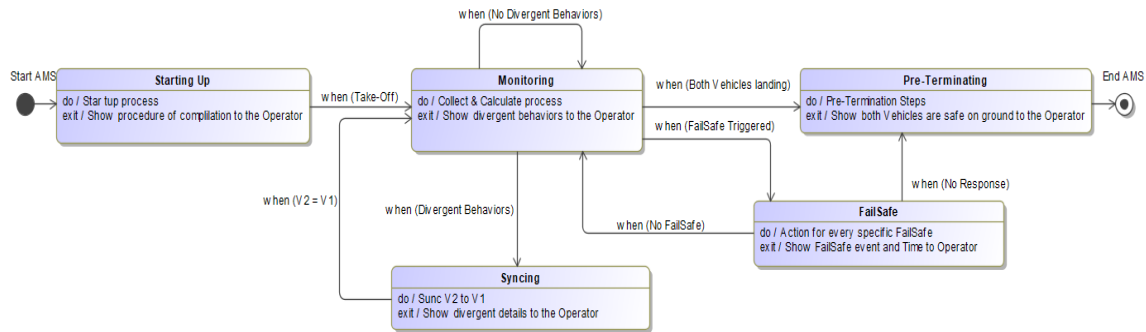 when (No Divergent Behaviors)
Start AMS
Starting Up
do / Star tup process
exit / Show procedure of compilation to the Operator
when (Take-Off)
Monitoring
do / Collect & Calculate process
exit / Show divergent behaviors to the Operator
when (Both Vehicles landing)
when (FailSafe Triggered)
Pre-Terminating
do / Pre-Termination Steps
exit / Show both Vehicles are safe on ground to the Operator
End AMS
when (V2 = V1)
when (Divergent Behaviors)
when (No FailSafe)
when (No Response)
FailSafe
do / Action for every specific FailSafe
exit / Show FailSafe event and Time to Operator
Syncing
do / Sunc V2 to V1
exit / Show divergent details to the Operator